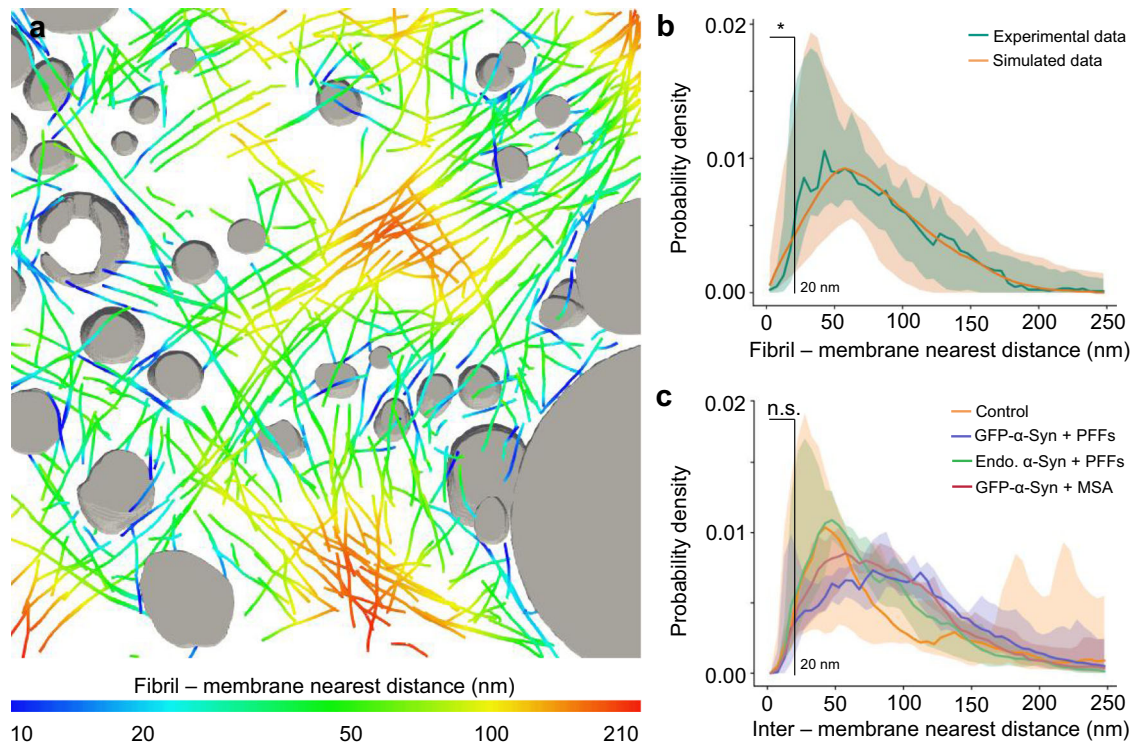 a
Fibril – membrane nearest distance (nm)
10 20 50 100 210
b
0.02
0.01
0.00
Probability density
*
20 nm
Experimental data
Simulated data
0 50 100 150 200 250
Fibril – membrane nearest distance (nm)
c
0.02
0.01
0.00
Probability density
n.s.
20 nm
Control
GFP-α-Syn + PFFs
Endo. α-Syn + PFFs
GFP-α-Syn + MSA
0 50 100 150 200 250
Inter – membrane nearest distance (nm)